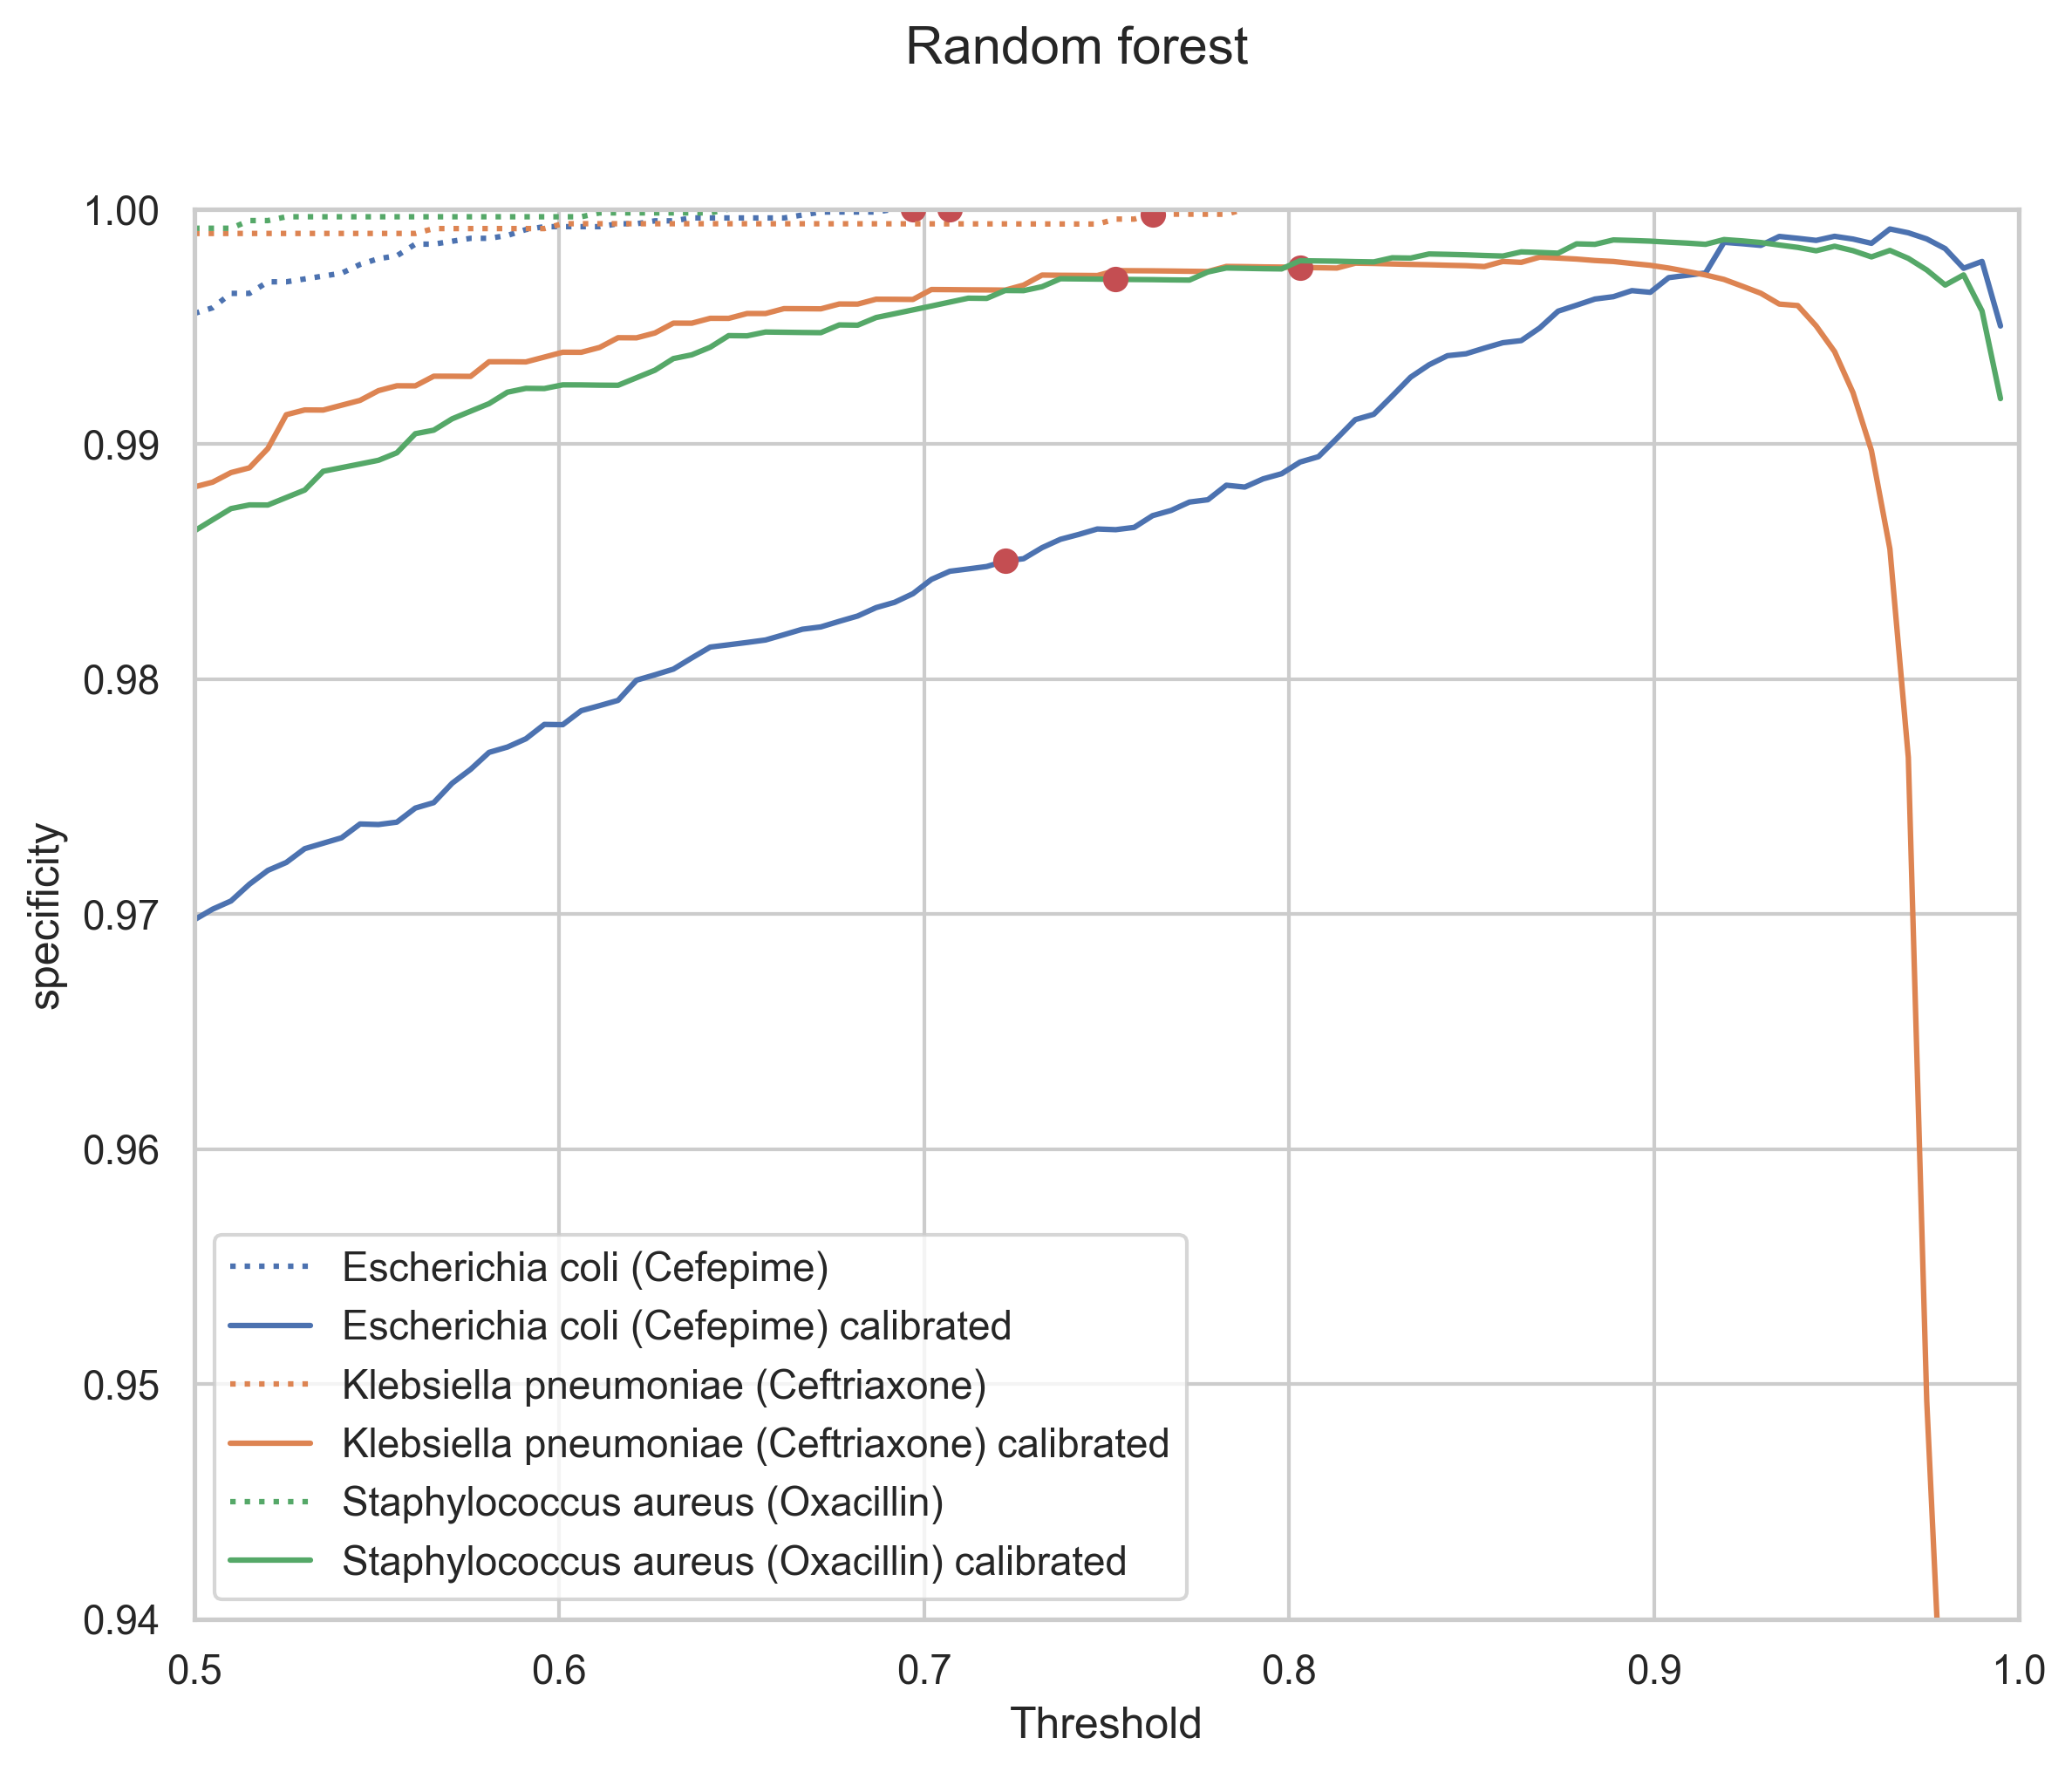 Random forest
1.00
0.99
0.98
0.97
0.96
0.95
0.94
specificity
Escherichia coli (Cefepime)
Escherichia coli (Cefepime) calibrated
Klebsiella pneumoniae (Ceftriaxone)
Klebsiella pneumoniae (Ceftriaxone) calibrated
Staphylococcus aureus (Oxacillin)
Staphylococcus aureus (Oxacillin) calibrated
0.5 0.6 0.7 0.8 0.9 1.0
Threshold